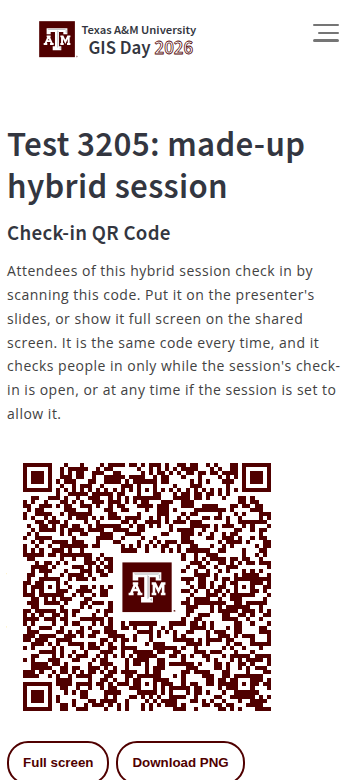 Texas A&M University
GIS Day 2026
Test 3205: made-up
hybrid session
Check-in QR Code
Attendees of this hybrid session check in by
scanning this code. Put it on the presenter's
slides, or show it full screen on the shared
screen. It is the same code every time, and it
checks people in only while the session's check-
in is open, or at any time if the session is set to
allow it.
Full screen
Download PNG